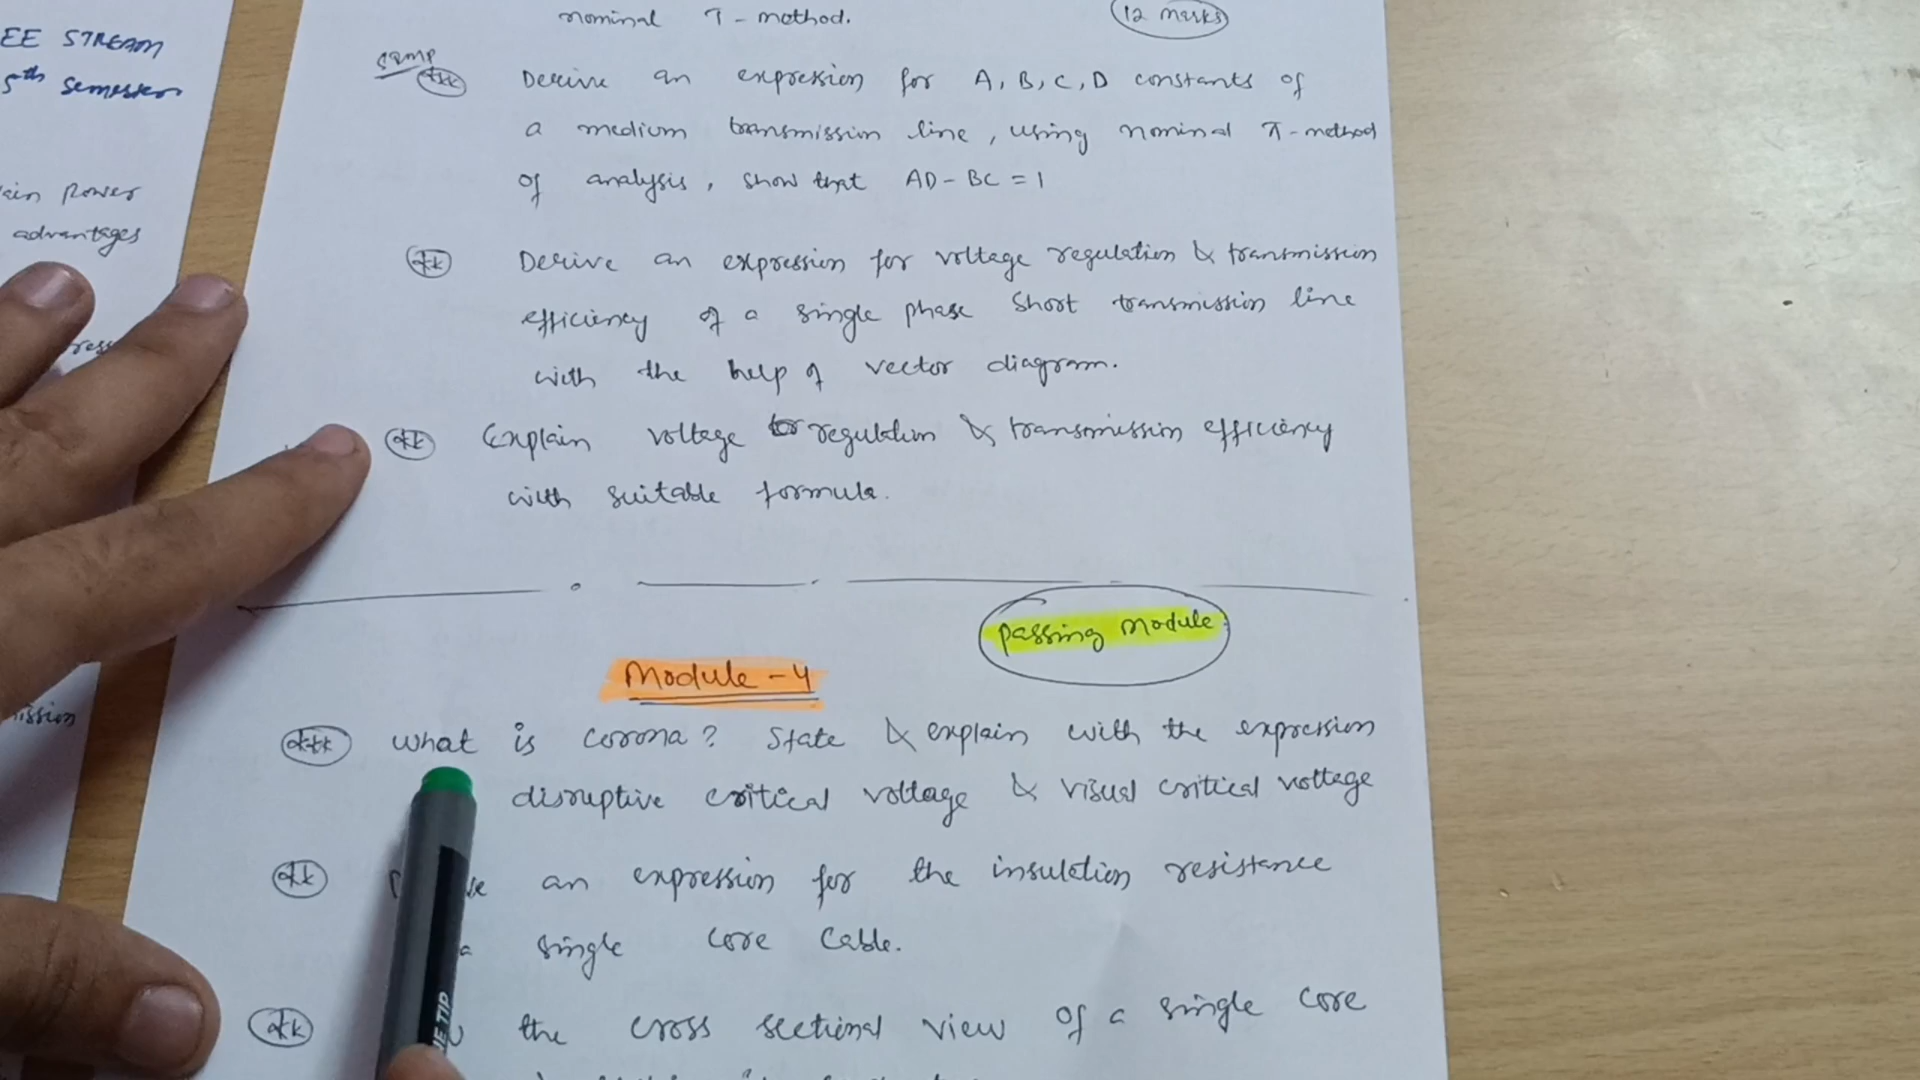 EE STREAM
5th semester
power
advantages
nominal T - method.
12 marks
Derive an expression for A, B, C, D constants of
a medium transmission line, using nominal π-method
of analysis, show that AD - BC = 1
Derive an expression for voltage regulation & transmission
efficiency of a single phase short transmission line
with the help of vector diagram.
Explain voltage regulation & transmission efficiency
with suitable formula.
passing module
Module - 4
*** What is corona? State & explain with the expression
disruptive critical voltage & visual critical voltage
an expression for the insulation resistance
a single core cable.
the cross sectional view of a single core